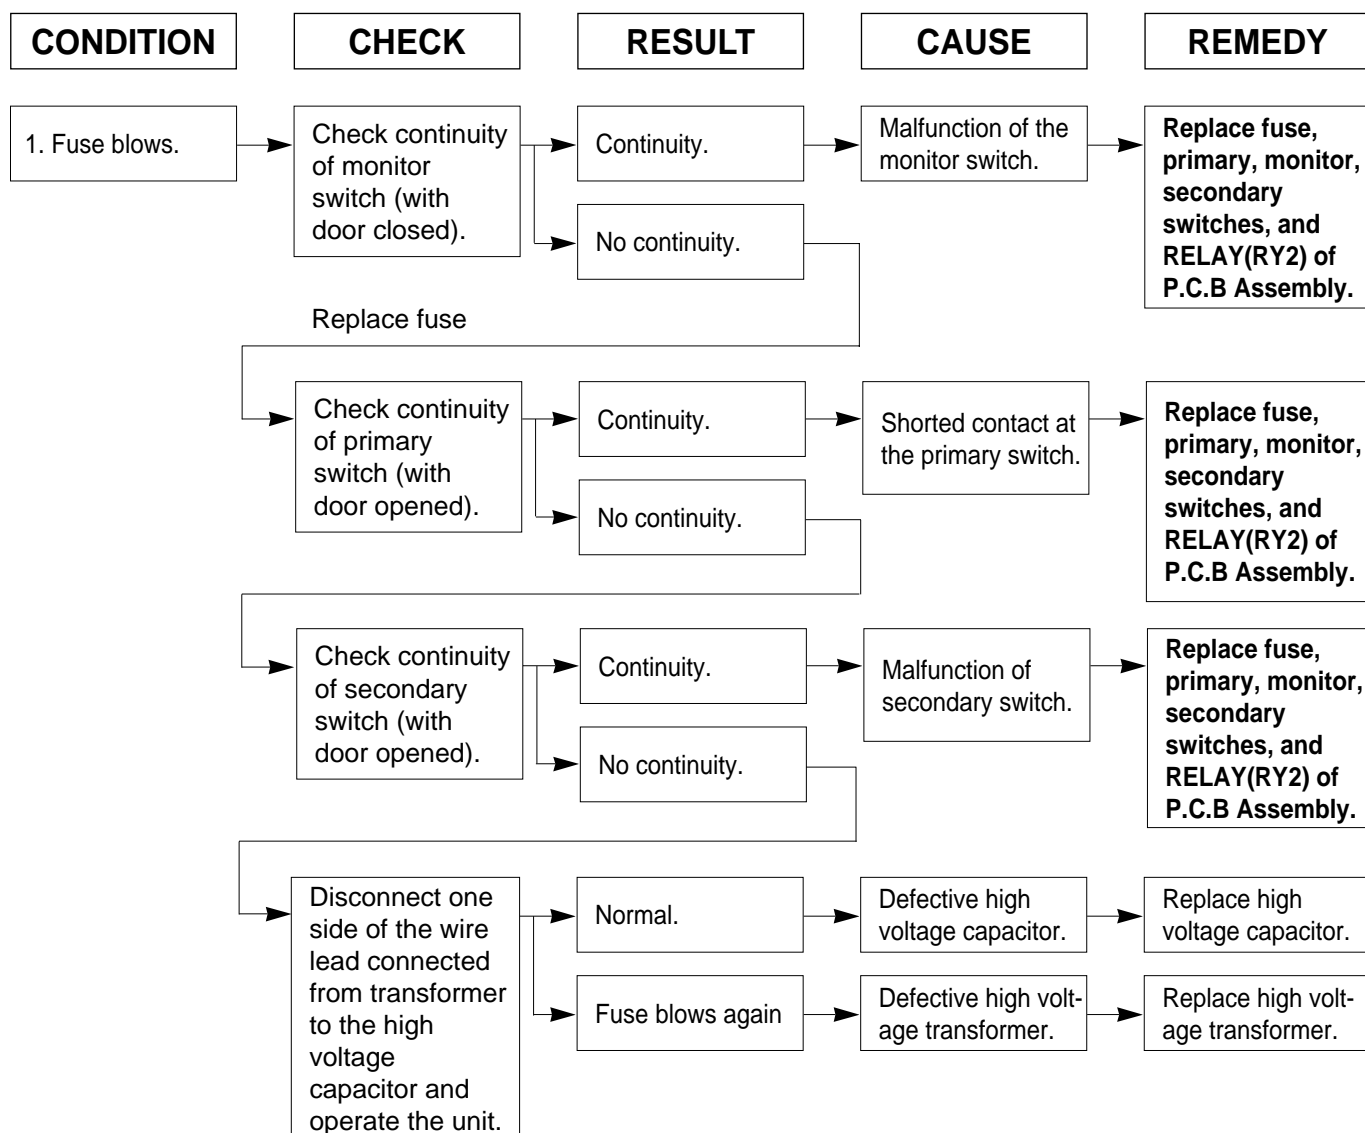 CONDITION
CHECK
RESULT
CAUSE
REMEDY
1. Fuse blows.
Check continuity
of monitor
switch (with
door closed).
Continuity.
Malfunction of the
monitor switch.
Replace fuse,
primary, monitor,
secondary
switches, and
RELAY(RY2) of
P.C.B Assembly.
No continuity.
Replace fuse
Check continuity
of primary
switch (with
door opened).
Continuity.
Shorted contact at
the primary switch.
Replace fuse,
primary, monitor,
secondary
switches, and
RELAY(RY2) of
P.C.B Assembly.
No continuity.
Check continuity
of secondary
switch (with
door opened).
Continuity.
Malfunction of
secondary switch.
Replace fuse,
primary, monitor,
secondary
switches, and
RELAY(RY2) of
P.C.B Assembly.
No continuity.
Disconnect one
side of the wire
lead connected
from transformer
to the high
voltage
capacitor and
operate the unit.
Normal.
Defective high
voltage capacitor.
Replace high
voltage capacitor.
Fuse blows again
Defective high volt-
age transformer.
Replace high volt-
age transformer.